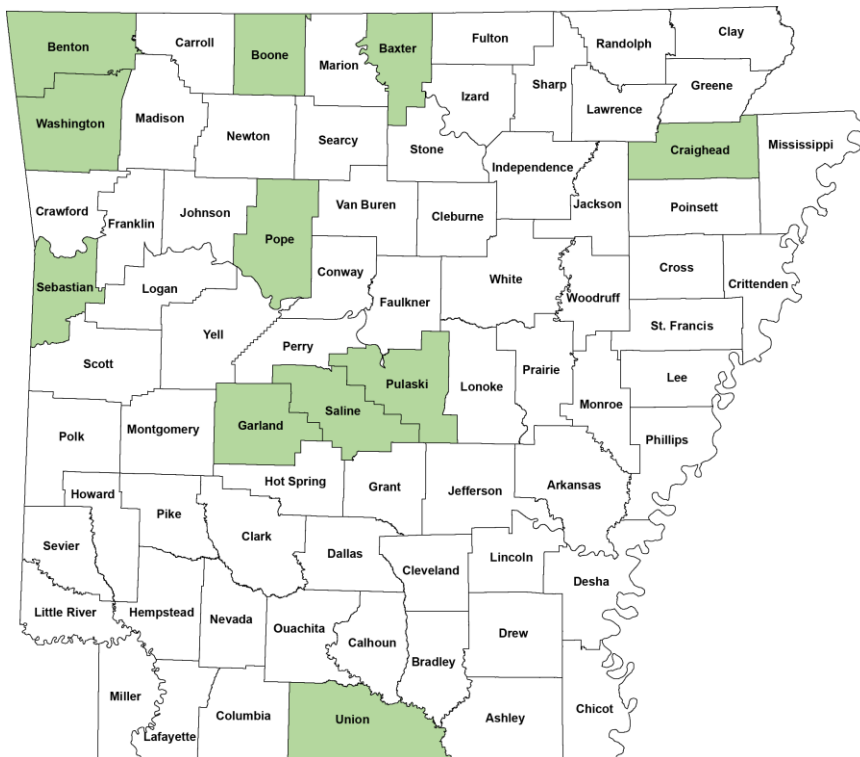 Benton
Carroll
Boone
Marion
Baxter
Fulton
Randolph
Clay
Sharp
Izard
Greene
Lawrence
Washington
Madison
Newton
Searcy
Stone
Independence
Craighead
Mississippi
Crawford
Franklin
Johnson
Pope
Van Buren
Cleburne
Jackson
Poinsett
Sebastian
Logan
Conway
Faulkner
White
Woodruff
Cross
Crittenden
Yell
Perry
St. Francis
Scott
Pulaski
Lonoke
Prairie
Lee
Monroe
Polk
Montgomery
Garland
Saline
Phillips
Howard
Hot Spring
Grant
Jefferson
Arkansas
Pike
Clark
Sevier
Dallas
Cleveland
Lincoln
Desha
Little River
Hempstead
Nevada
Ouachita
Calhoun
Drew
Bradley
Miller
Lafayette
Columbia
Union
Ashley
Chicot